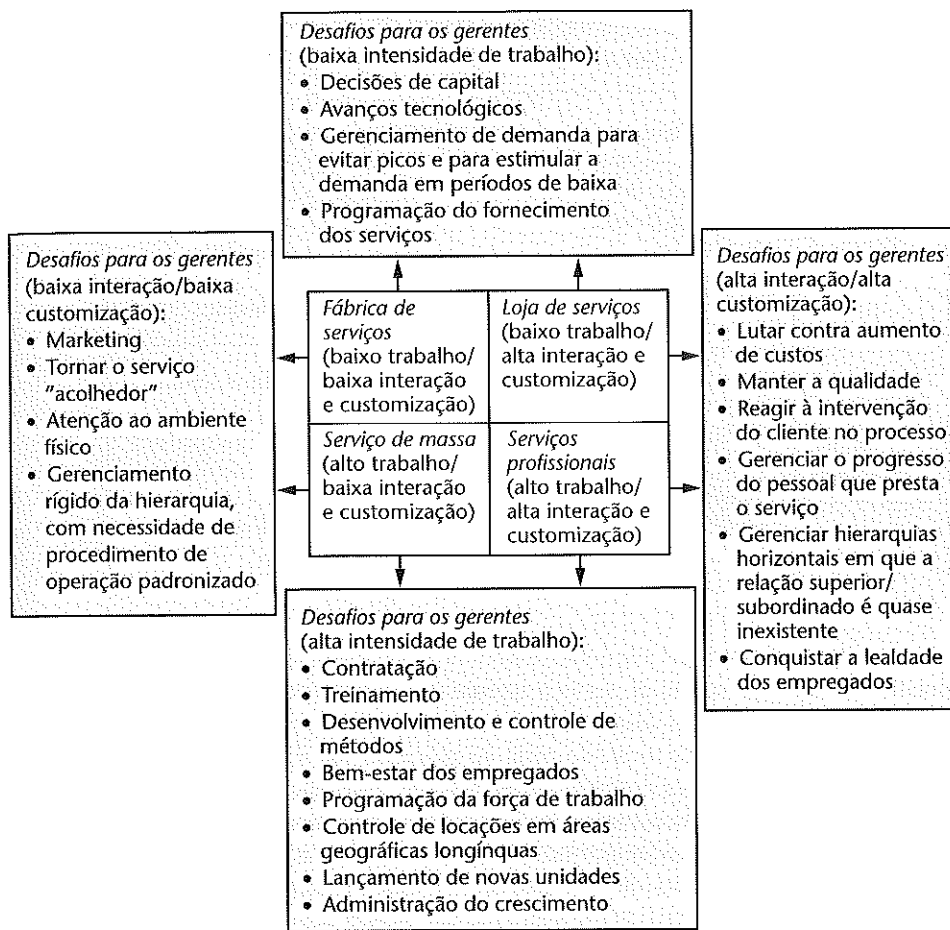 Desafios para os gerentes
(baixa intensidade de trabalho):
• Decisões de capital
• Avanços tecnológicos
• Gerenciamento de demanda para
evitar picos e para estimular a
demanda em períodos de baixa
• Programação do fornecimento
dos serviços
Desafios para os gerentes
(baixa interação/baixa
customização):
• Marketing
• Tornar o serviço
"acolhedor"
• Atenção ao ambiente
físico
• Gerenciamento
rígido da hierarquia,
com necessidade de
procedimento de
operação padronizado
Fábrica de
serviços
(baixo trabalho/
baixa interação
e customização)
Loja de serviços
(baixo trabalho/
alta interação e
customização)
Serviço de massa
(alto trabalho/
baixa interação
e customização)
Serviços
profissionais
(alto trabalho/
alta interação e
customização)
Desafios para os gerentes
(alta interação/alta
customização):
• Lutar contra aumento
de custos
• Manter a qualidade
• Reagir à intervenção
do cliente no processo
• Gerenciar o progresso
do pessoal que presta
o serviço
• Gerenciar hierarquias
horizontais em que a
relação superior/
subordinado é quase
inexistente
• Conquistar a lealdade
dos empregados
Desafios para os gerentes
(alta intensidade de trabalho):
• Contratação
• Treinamento
• Desenvolvimento e controle de
métodos
• Bem-estar dos empregados
• Programação da força de trabalho
• Controle de locações em áreas
geográficas longínquas
• Lançamento de novas unidades
• Administração do crescimento